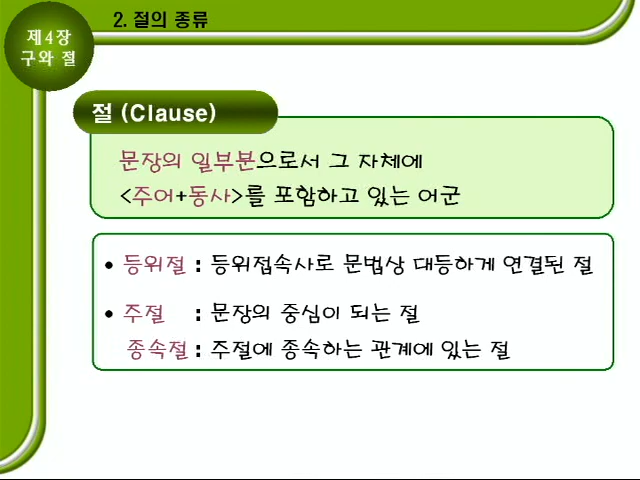 제4장
구와 절
2. 절의 종류
절 (Clause)
문장의 일부분으로서 그 자체에
<주어+동사>를 포함하고 있는 어군
• 등위절 : 등위접속사로 문법상 대등하게 연결된 절
• 주절 : 문장의 중심이 되는 절
종속절 : 주절에 종속하는 관계에 있는 절